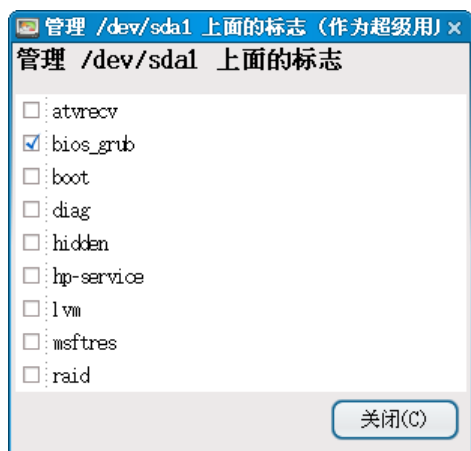 管理 /dev/sda1 上面的标志（作为超级用
管理 /dev/sda1 上面的标志
atvrecv
bios_grub
boot
diag
hidden
hp-service
lvm
msftres
raid
关闭(C)